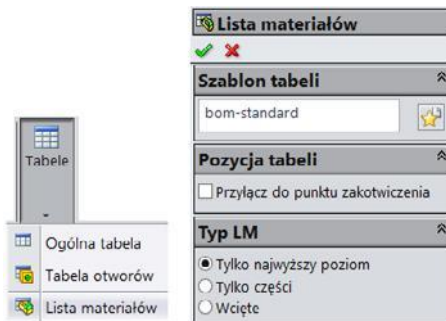 Tabele
Ogólna tabela
Tabela otworów
Lista materiałów
Lista materiałów
Szablon tabeli
bom-standard
Pozycja tabeli
Przyłącz do punktu zakotwiczenia
Typ LM
Tylko najwyższy poziom
Tylko części
Wcięte